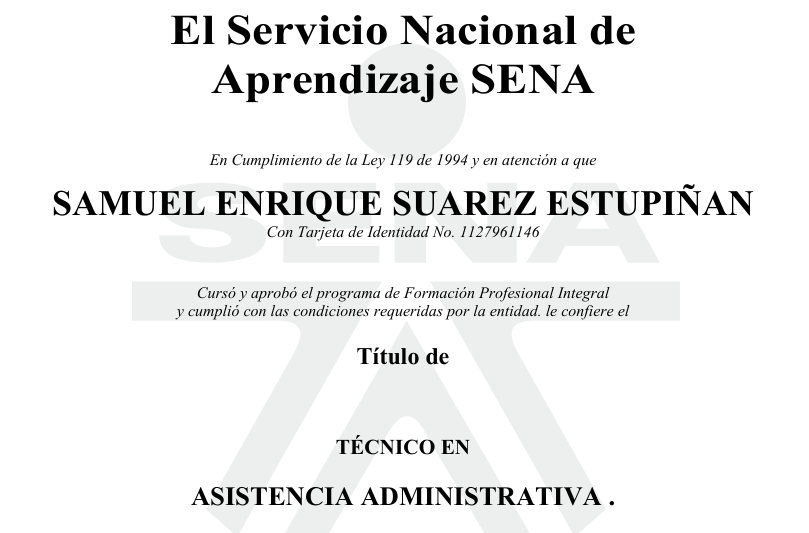 El Servicio Nacional de
Aprendizaje SENA
En Cumplimiento de la Ley 119 de 1994 y en atención a que
SAMUEL ENRIQUE SUAREZ ESTUPIÑAN
Con Tarjeta de Identidad No. 1127961146
SENA
Cursó y aprobó el programa de Formación Profesional Integral
y cumplió con las condiciones requeridas por la entidad. le confiere el
Título de
TÉCNICO EN
ASISTENCIA ADMINISTRATIVA .